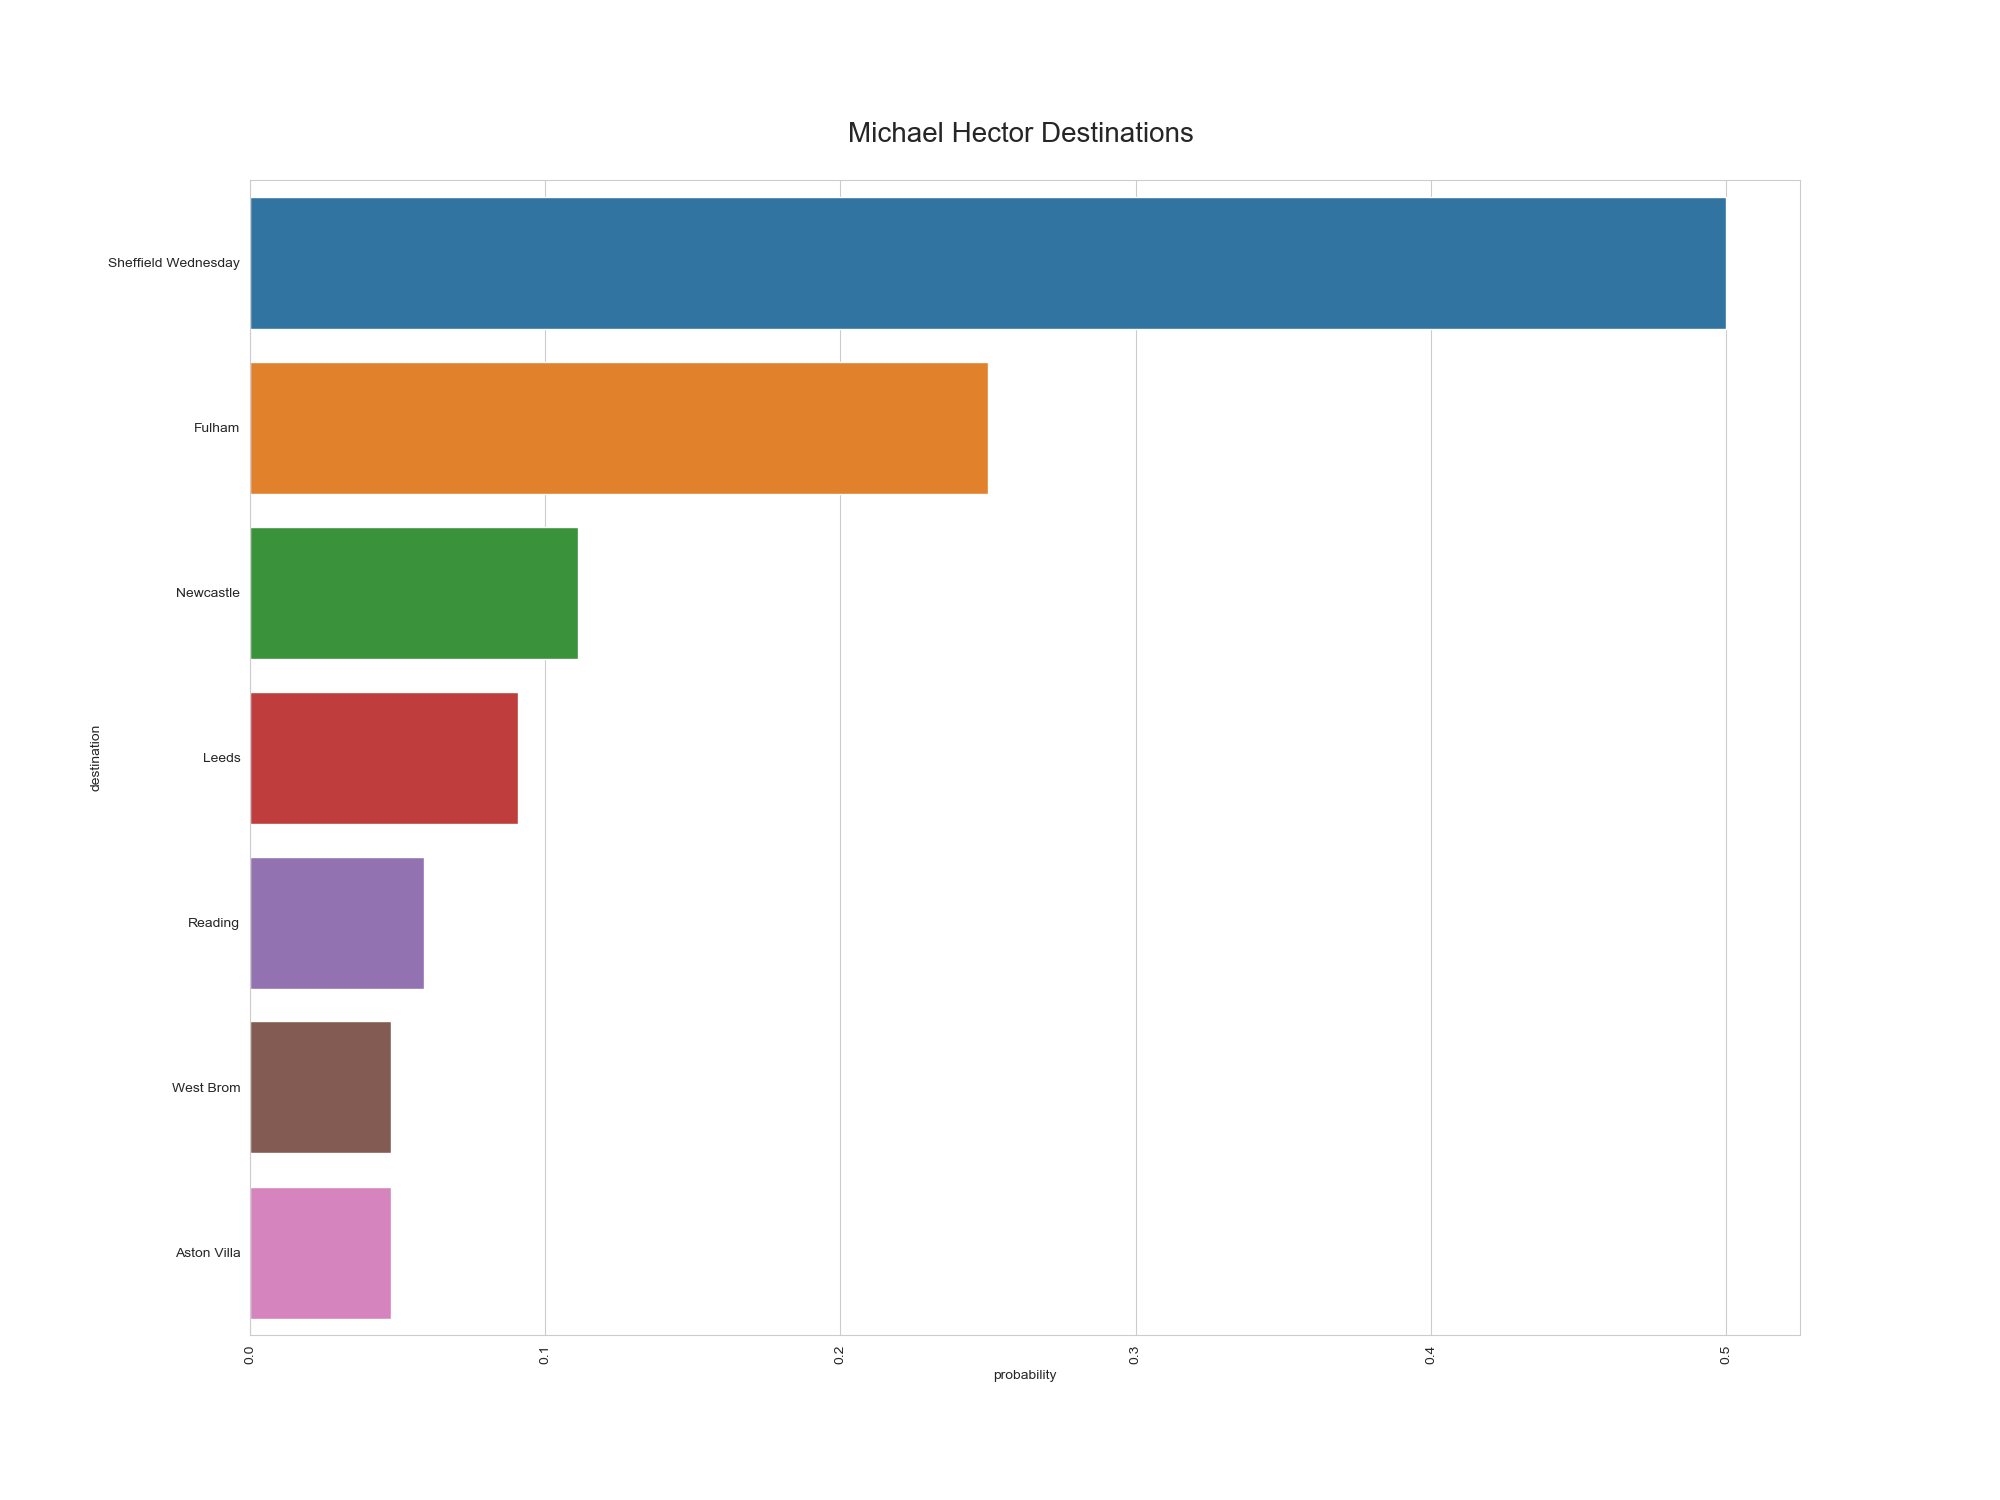 Michael Hector Destinations
Sheffield Wednesday
Fulham
Newcastle
Leeds
Reading
West Brom
Aston Villa
destination
0.0 0.1 0.2 0.3 0.4 0.5
probability